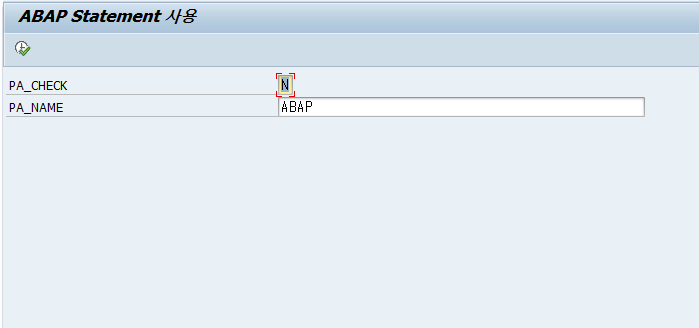 ABAP Statement 사용
PA_CHECK N
PA_NAME ABAP